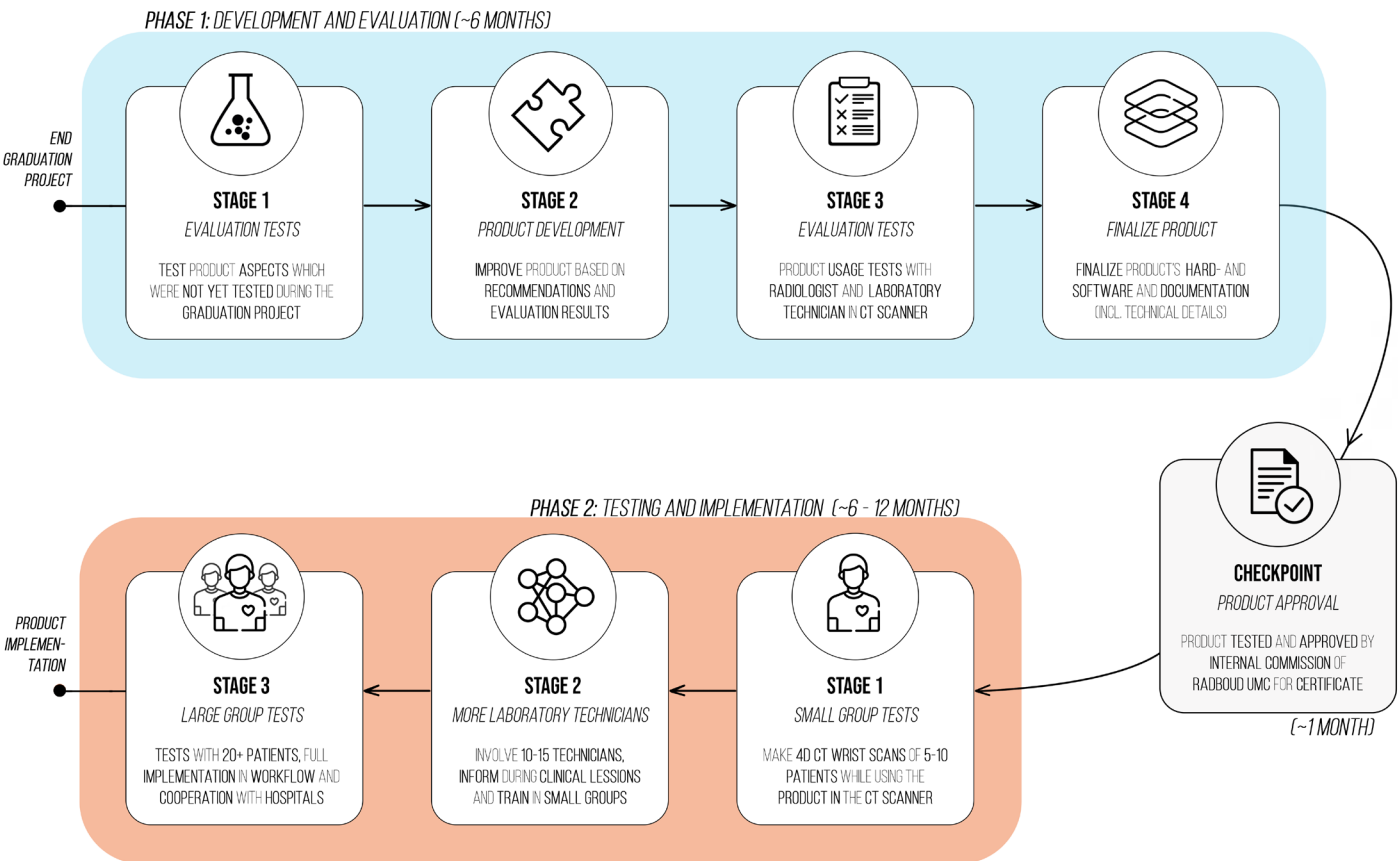 PHASE 1: DEVELOPMENT AND EVALUATION (~6 MONTHS)
END
GRADUATION
PROJECT
STAGE 1
EVALUATION TESTS
TEST PRODUCT ASPECTS WHICH
WERE NOT YET TESTED DURING THE
GRADUATION PROJECT
STAGE 2
PRODUCT DEVELOPMENT
IMPROVE PRODUCT BASED ON
RECOMMENDATIONS AND
EVALUATION RESULTS
STAGE 3
EVALUATION TESTS
PRODUCT USAGE TESTS WITH
RADIOLOGIST AND LABORATORY
TECHNICIAN IN CT SCANNER
STAGE 4
FINALIZE PRODUCT
FINALIZE PRODUCT'S HARD- AND
SOFTWARE AND DOCUMENTATION
(INCL. TECHNICAL DETAILS)
CHECKPOINT
PRODUCT APPROVAL
PRODUCT TESTED AND APPROVED BY
INTERNAL COMMISSION OF
RADBOUD UMC FOR CERTIFICATE
(~1 MONTH)
PHASE 2: TESTING AND IMPLEMENTATION (~6 - 12 MONTHS)
STAGE 1
SMALL GROUP TESTS
MAKE 4D CT WRIST SCANS OF 5-10
PATIENTS WHILE USING THE
PRODUCT IN THE CT SCANNER
STAGE 2
MORE LABORATORY TECHNICIANS
INVOLVE 10-15 TECHNICIANS,
INFORM DURING CLINICAL LESSIONS
AND TRAIN IN SMALL GROUPS
STAGE 3
LARGE GROUP TESTS
TESTS WITH 20+ PATIENTS, FULL
IMPLEMENTATION IN WORKFLOW AND
COOPERATION WITH HOSPITALS
PRODUCT
IMPLEMEN-
TATION